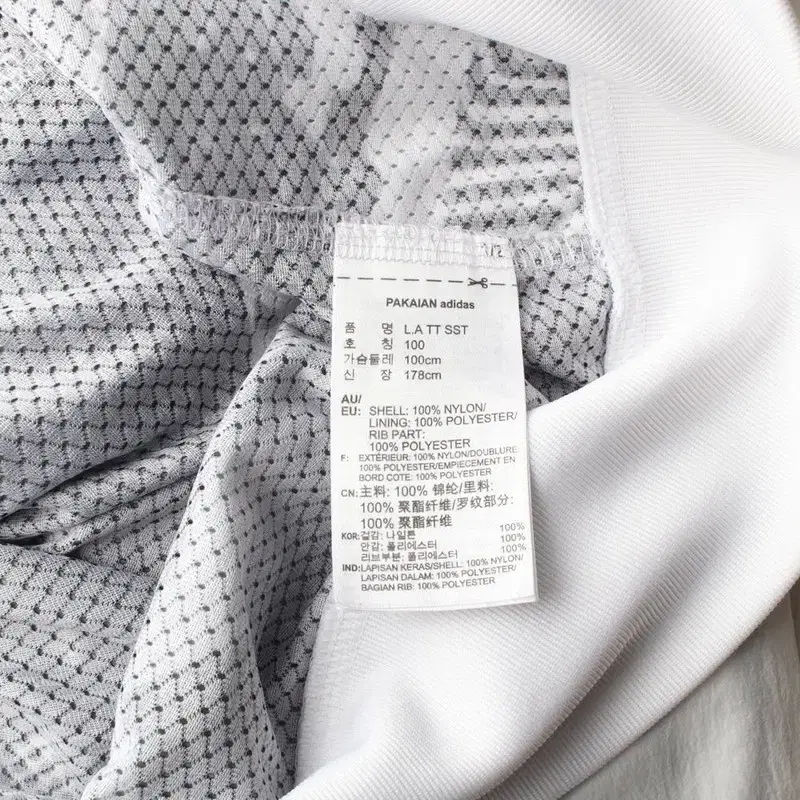 1/2
PAKAIAN adidas
품 명 L.A TT SST
호 칭 100
가슴둘레 100cm
신 장 178cm
AU/
EU: SHELL: 100% NYLON/
LINING: 100% POLYESTER/
RIB PART:
100% POLYESTER
F: EXTÉRIEUR: 100% NYLON/DOUBLURE
100% POLYESTER/EMPIECEMENT EN
BORD COTE: 100% POLYESTER
CN: 主料: 100% 锦纶/里料:
100% 聚酯纤维/罗纹部分:
100% 聚酯纤维
KOR: 겉감: 나일론 100%
안감: 폴리에스터 100%
리브부분: 폴리에스터 100%
IND: LAPISAN KERAS/SHELL: 100% NYLON/
LAPISAN DALAM: 100% POLYESTER/
BAGIAN RIB: 100% POLYESTER